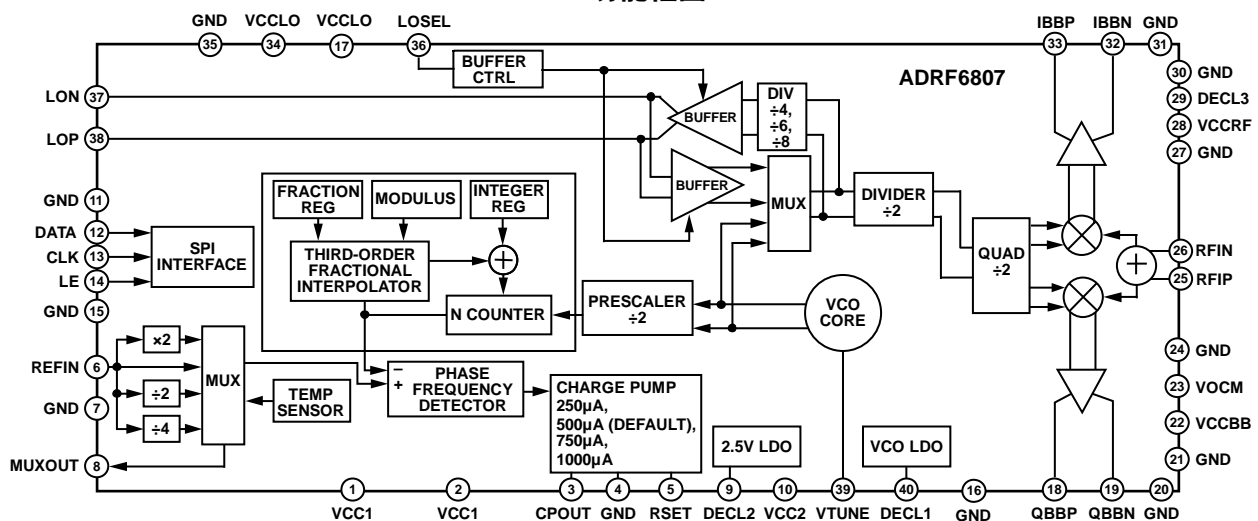 GND VCCLO VCCLO LOSEL IBBP IBBN GND
35 34 17 36 33 32 31
BUFFER
CTRL
ADRF6807
30 GND
29 DECL3
28 VCCRF
27 GND
LON 37
LOP 38
BUFFER
DIV
÷4,
÷6,
÷8
BUFFER
MUX
DIVIDER
÷2
QUAD
÷2
26 RFIN
25 RFIP
GND 11
DATA 12
CLK 13
LE 14
GND 15
SPI
INTERFACE
FRACTION
REG
MODULUS
INTEGER
REG
THIRD-ORDER
FRACTIONAL
INTERPOLATOR
+
N COUNTER
PRESCALER
÷2
VCO
CORE
+
REFIN 6
GND 7
MUXOUT 8
×2
÷2
÷4
MUX
TEMP
SENSOR
−
+
PHASE
FREQUENCY
DETECTOR
CHARGE PUMP
250µA,
500µA (DEFAULT),
750µA,
1000µA
2.5V LDO
VCO LDO
24 GND
23 VOCM
22 VCCBB
21 GND
1 2 3 4 5 9 10 39 40 16 18 19 20
VCC1 VCC1 CPOUT GND RSET DECL2 VCC2 VTUNE DECL1 GND QBBP QBBN GND